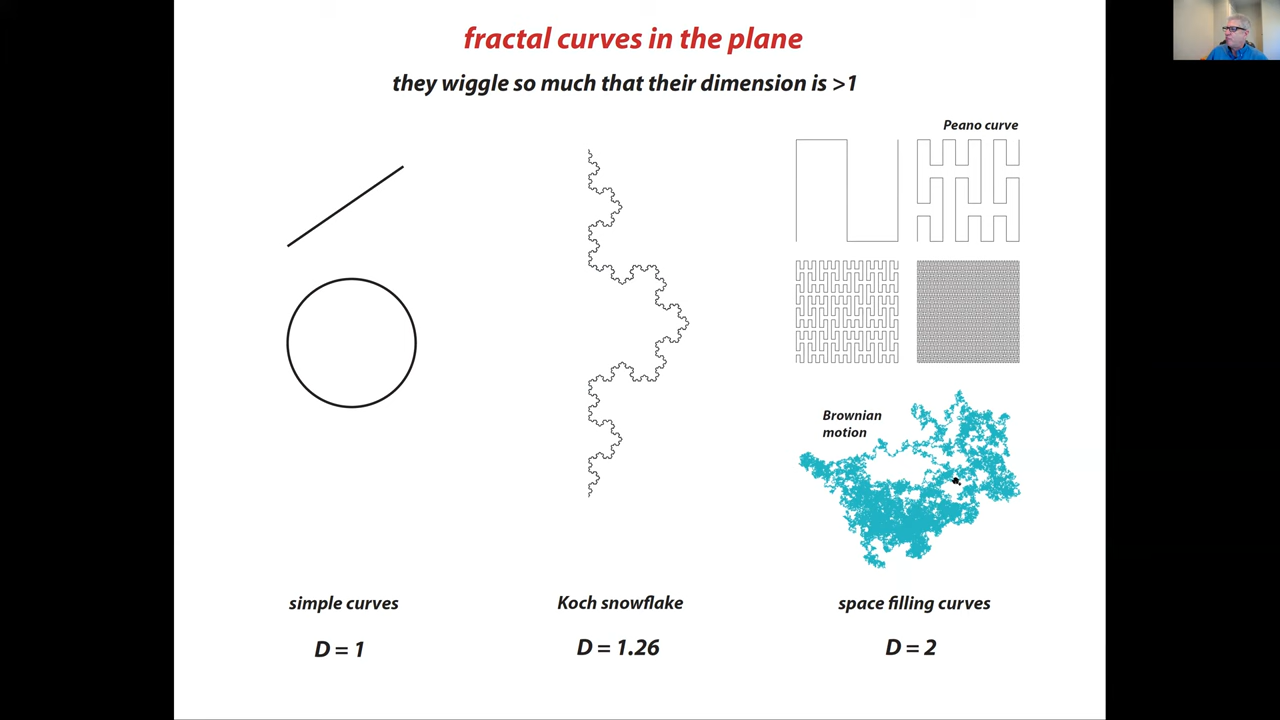 fractal curves in the plane
they wiggle so much that their dimension is >1
Peano curve
Brownian
motion
simple curves
Koch snowflake
space filling curves
D = 1
D = 1.26
D = 2